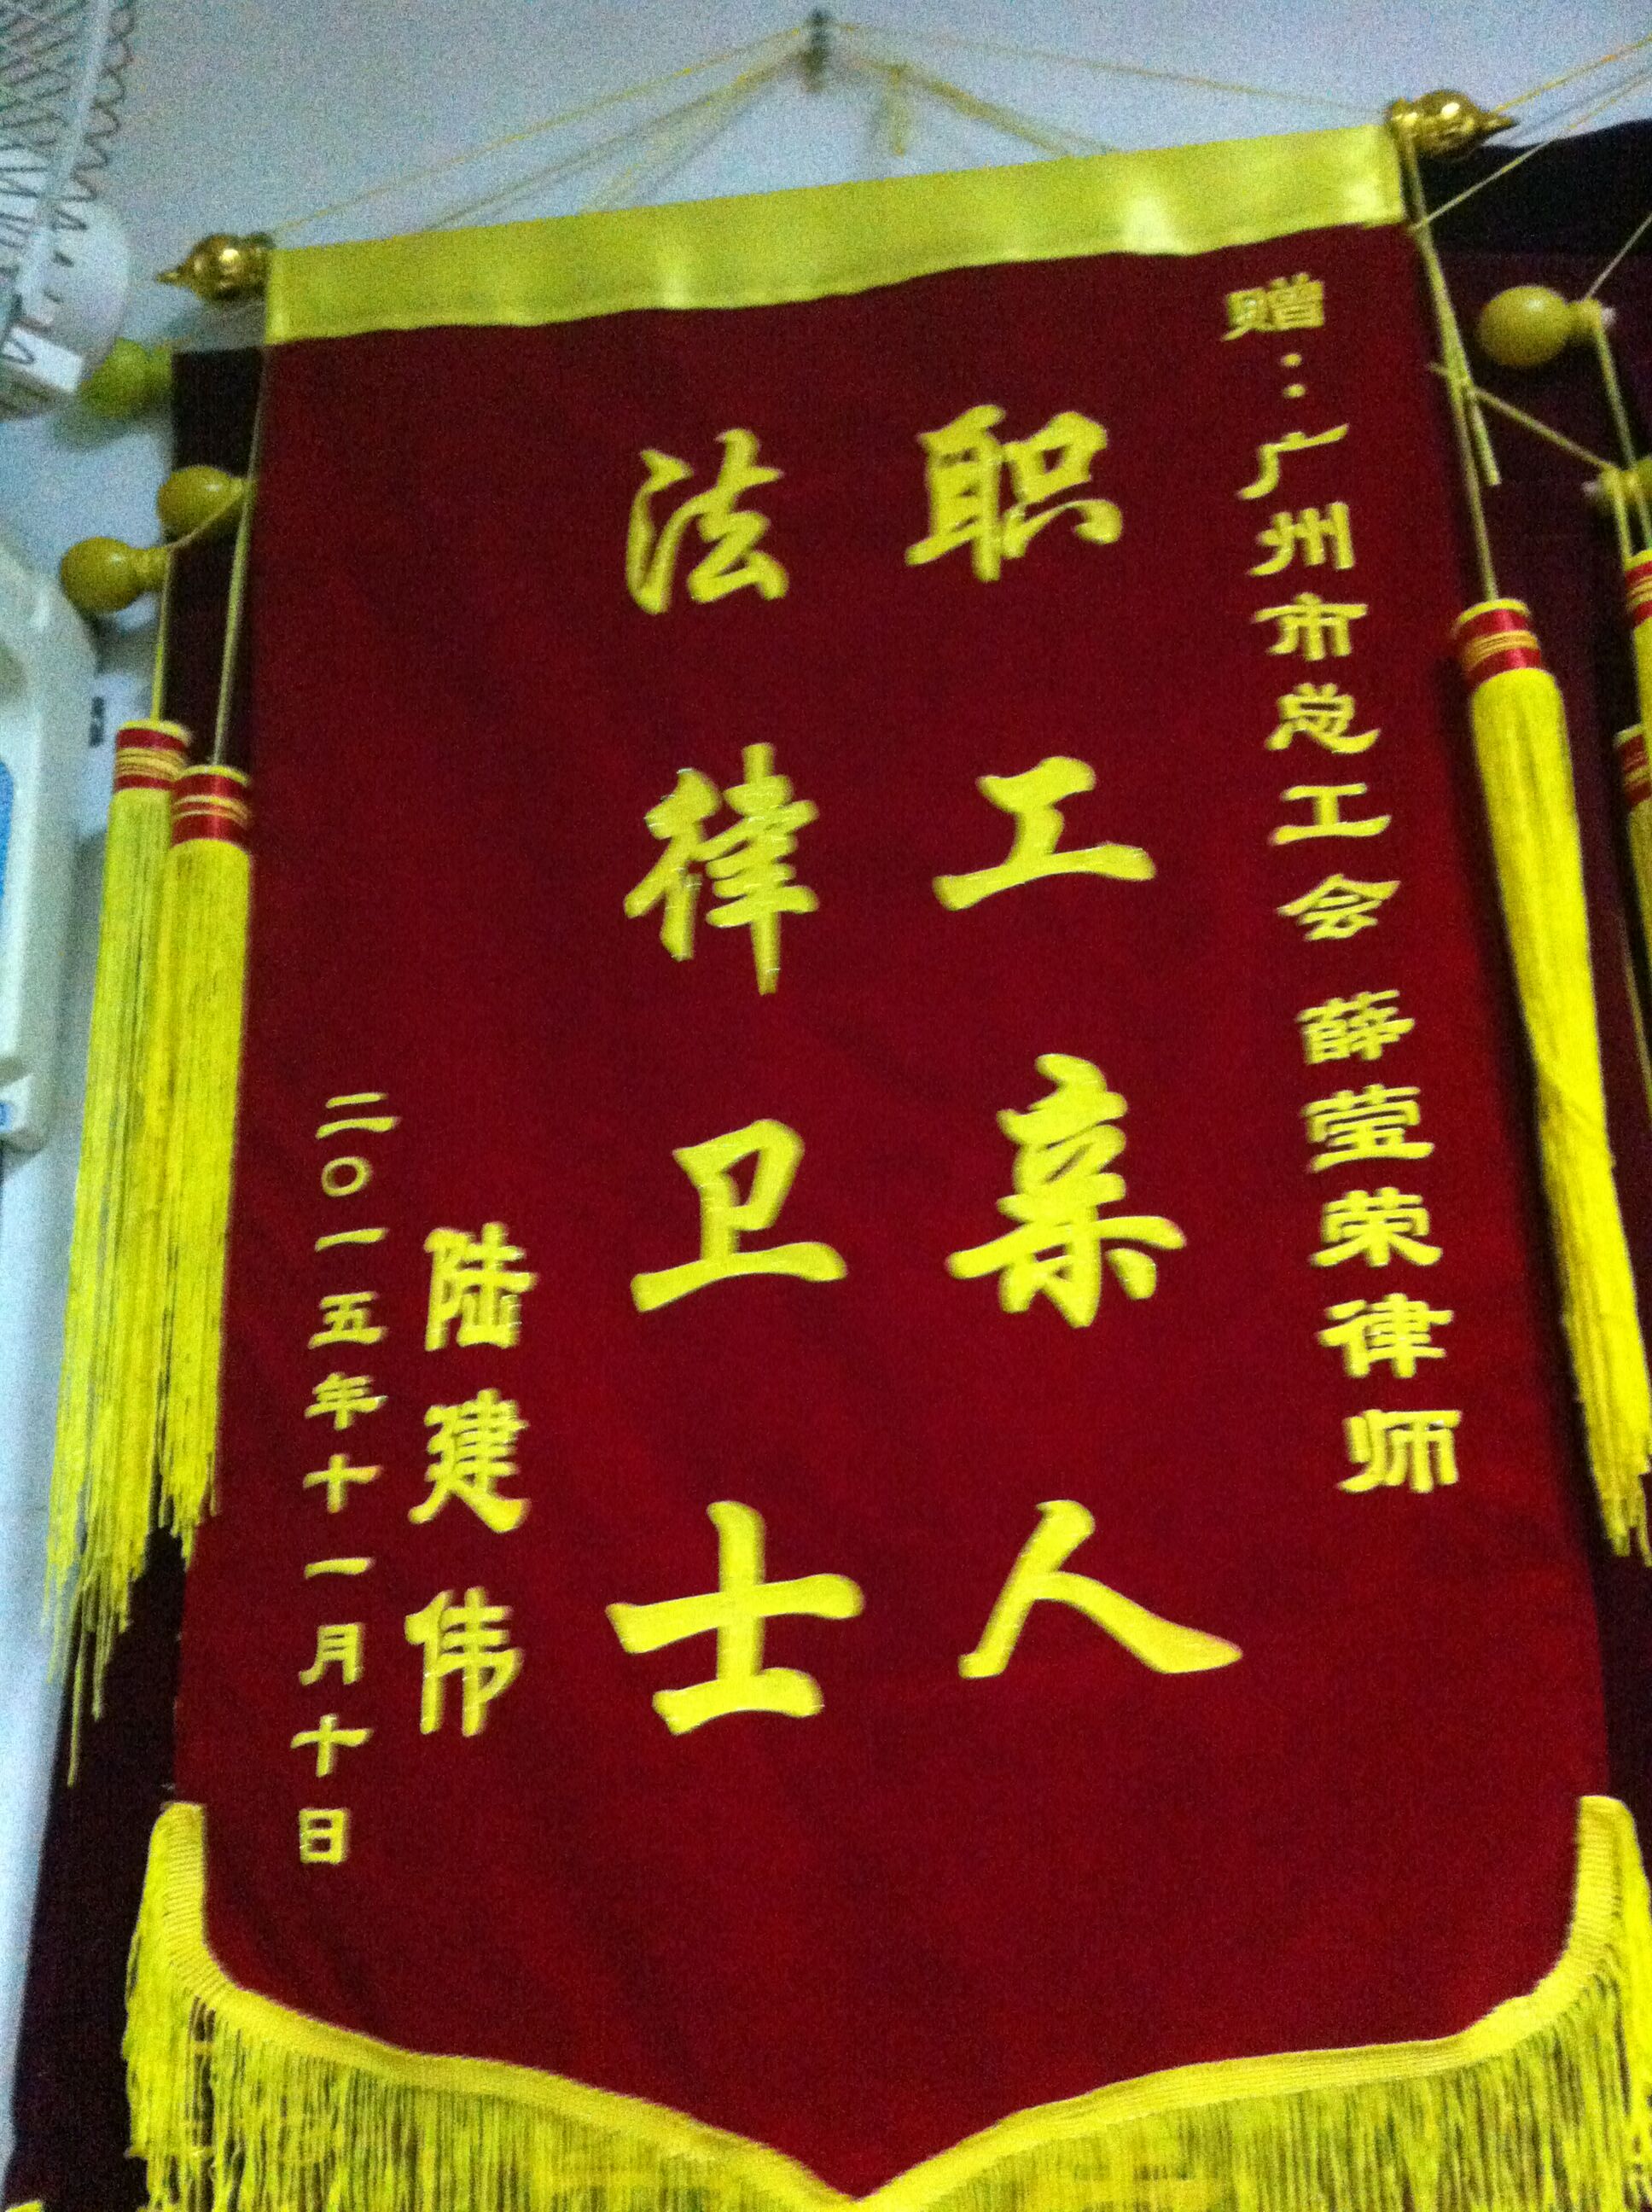 赠：广州市总工会 薛莹荣律师
职工亲人
法律卫士
陆建伟
二〇一五年十一月十日